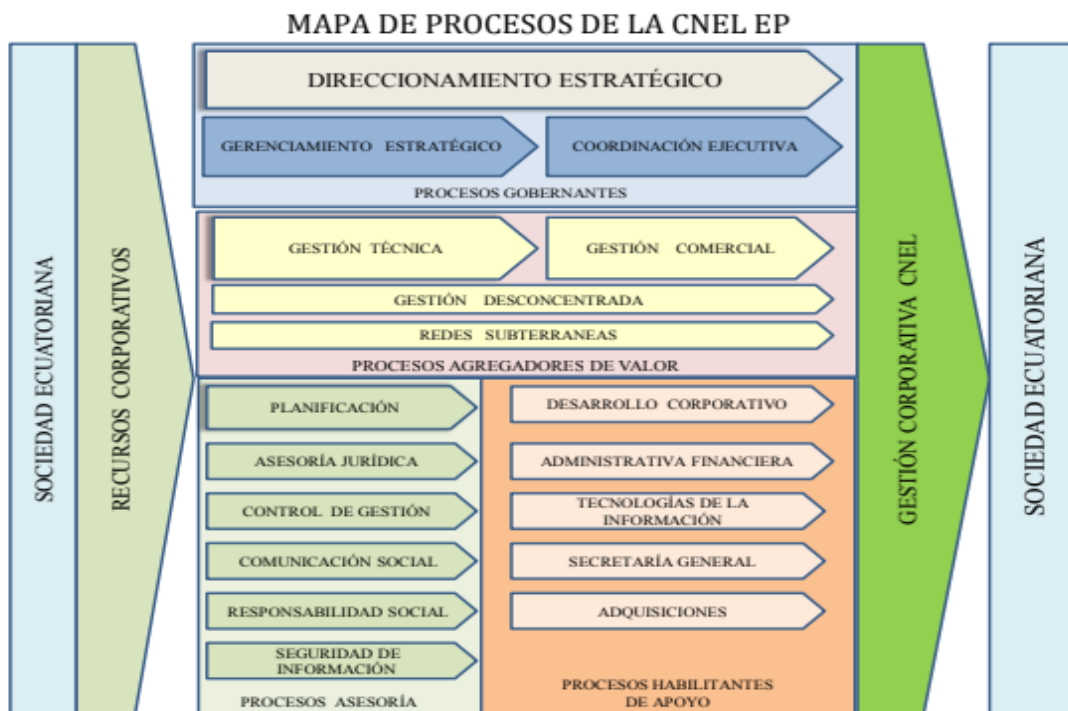 MAPA DE PROCESOS DE LA CNEL EP
SOCIEDAD ECUATORIANA
RECURSOS CORPORATIVOS
DIRECCIONAMIENTO ESTRATÉGICO
GERENCIAMIENTO ESTRATÉGICO
COORDINACIÓN EJECUTIVA
PROCESOS GOBERNANTES
GESTIÓN TÉCNICA
GESTIÓN COMERCIAL
GESTIÓN DESCONCENTRADA
REDES SUBTERRANEAS
PROCESOS AGREGADORES DE VALOR
PLANIFICACIÓN
ASESORÍA JURÍDICA
CONTROL DE GESTIÓN
COMUNICACIÓN SOCIAL
RESPONSABILIDAD SOCIAL
SEGURIDAD DE
INFORMACIÓN
PROCESOS ASESORÍA
DESARROLLO CORPORATIVO
ADMINISTRATIVA FINANCIERA
TECNOLOGÍAS DE LA
INFORMACIÓN
SECRETARÍA GENERAL
ADQUISICIONES
PROCESOS HABILITANTES
DE APOYO
GESTIÓN CORPORATIVA CNEL
SOCIEDAD ECUATORIANA